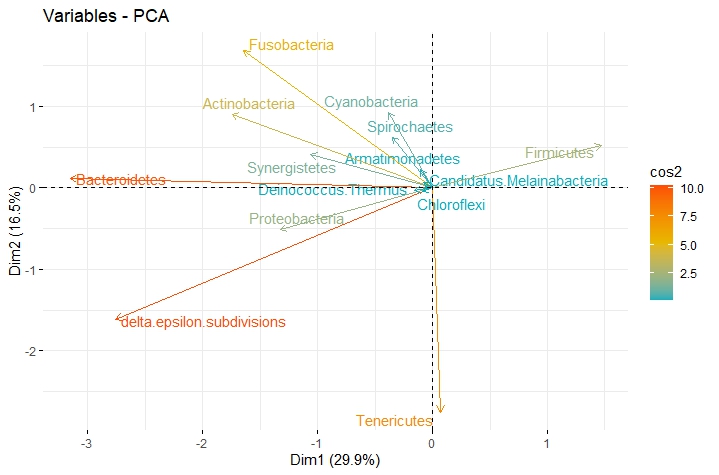 Variables - PCA
Fusobacteria
Actinobacteria
Cyanobacteria
Spirochaetes
Firmicutes
Armatimonadetes
Synergistetes
Bacteroidetes
Candidatus.Melainabacteria
Deinococcus.Thermus
Chloroflexi
Proteobacteria
delta.epsilon.subdivisions
Tenericutes
1
0
-1
-2
Dim2 (16.5%)
-3
-2
-1
0
1
Dim1 (29.9%)
cos2
10.0
7.5
5.0
2.5